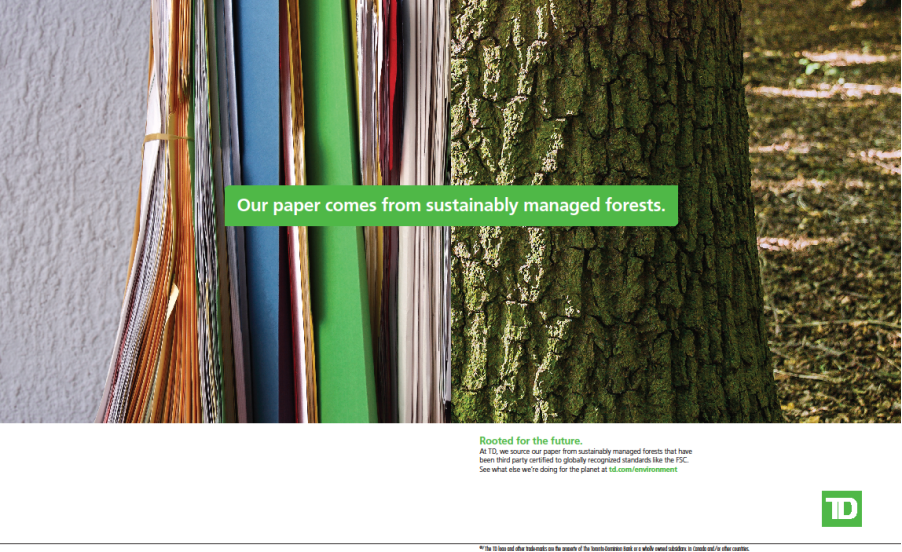 Our paper comes from sustainably managed forests.
Rooted for the future.
At TD, we source our paper from sustainably managed forests that have
been third party certified to globally recognized standards like the FSC.
See what else we're doing for the planet at td.com/environment
TD
®/ The TD logo and other trade-marks are the property of The Toronto-Dominion Bank or a wholly-owned subsidiary, in Canada and/or other countries.